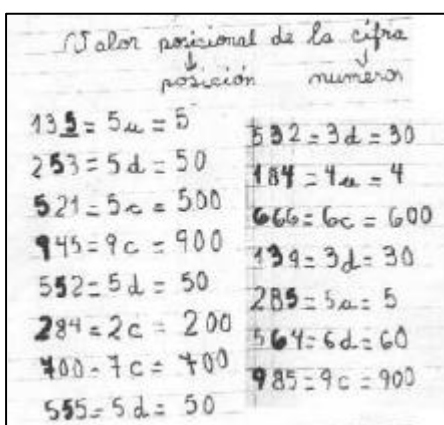 Valor posicional de la cifra
↓ ↓
posición numeros
135 = 5u = 5
253 = 5d = 50
521 = 5c = 500
945 = 9c = 900
552 = 5d = 50
284 = 2c = 200
700 = 7c = 700
555 = 5d = 50
532 = 3d = 30
184 = 4u = 4
666 = 6c = 600
139 = 3d = 30
285 = 5u = 5
564 = 6d = 60
985 = 9c = 900